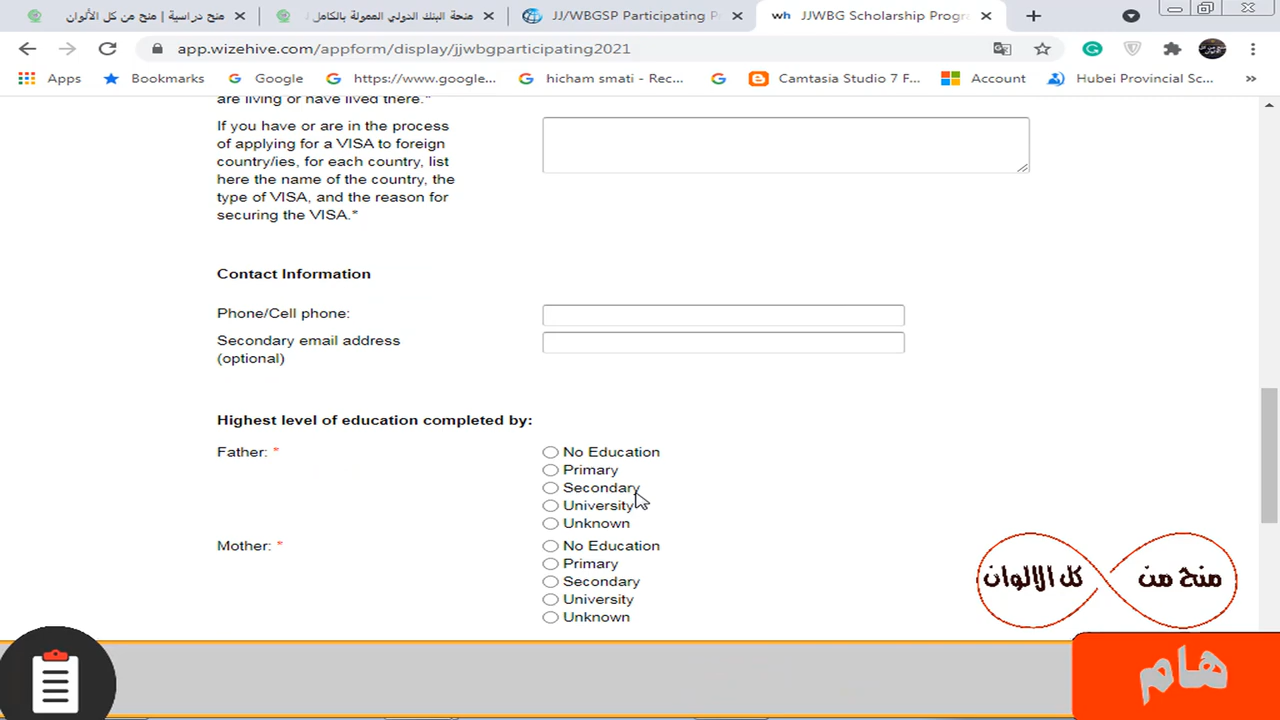 منح دراسية | منح من كل الألوان
منحة البنك الدولي الممولة بالكامل
JJ/WBGSP Participating P
wh JJWBG Scholarship Progra
app.wizehive.com/appform/display/jjwbgparticipating2021
Apps Bookmarks Google https://www.google... hicham smati - Rec... Camtasia Studio 7 F... Account Hubei Provincial Sc... »
are living or have lived there.*
If you have or are in the process
of applying for a VISA to foreign
country/ies, for each country, list
here the name of the country, the
type of VISA, and the reason for
securing the VISA.*
Contact Information
Phone/Cell phone:
Secondary email address
(optional)
Highest level of education completed by:
Father: * No Education
Primary
Secondary
University
Unknown
Mother: * No Education
Primary
Secondary
University
Unknown
منح من كل الالوان
هام